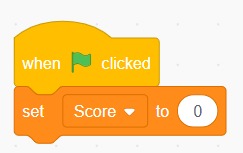 when clicked
set Score to 0